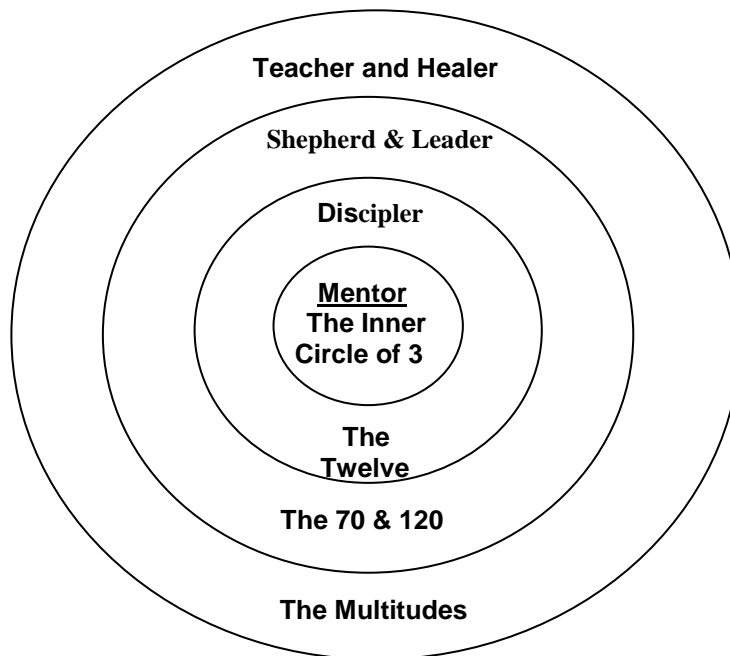 Teacher and Healer
Shepherd & Leader
Discipler
Mentor
The Inner
Circle of 3
The
Twelve
The 70 & 120
The Multitudes